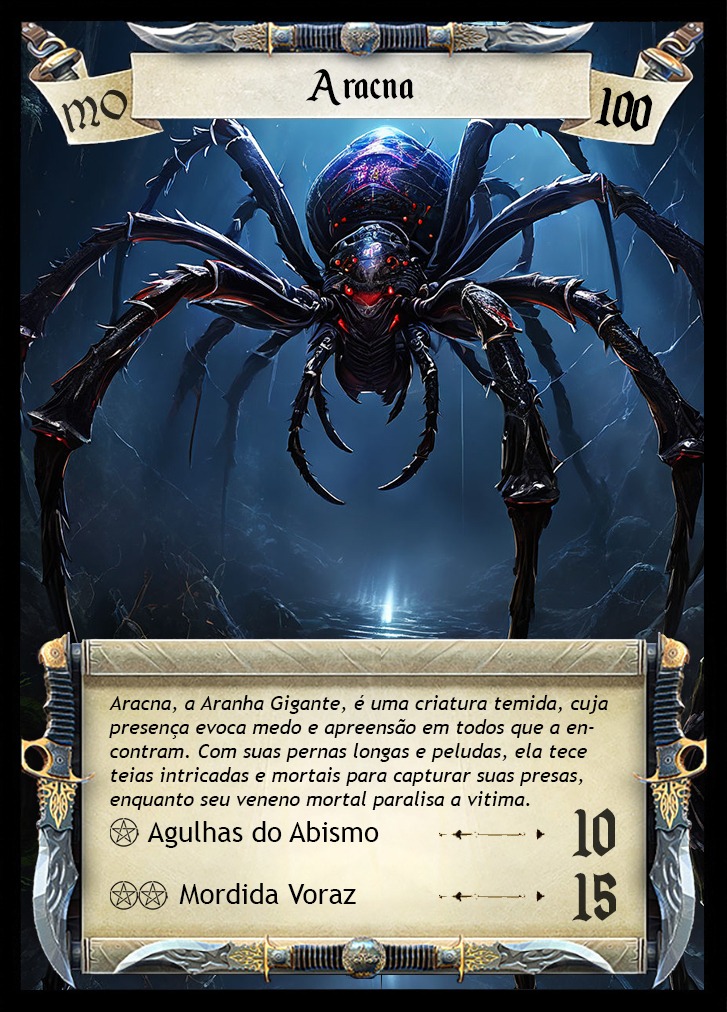 MO
Aracna
100
Aracna, a Aranha Gigante, é uma criatura temida, cuja
presença evoca medo e apreensão em todos que a en-
contram. Com suas pernas longas e peludas, ela tece
teias intricadas e mortais para capturar suas presas,
enquanto seu veneno mortal paralisa a vitima.
Agulhas do Abismo 10
Mordida Voraz 15